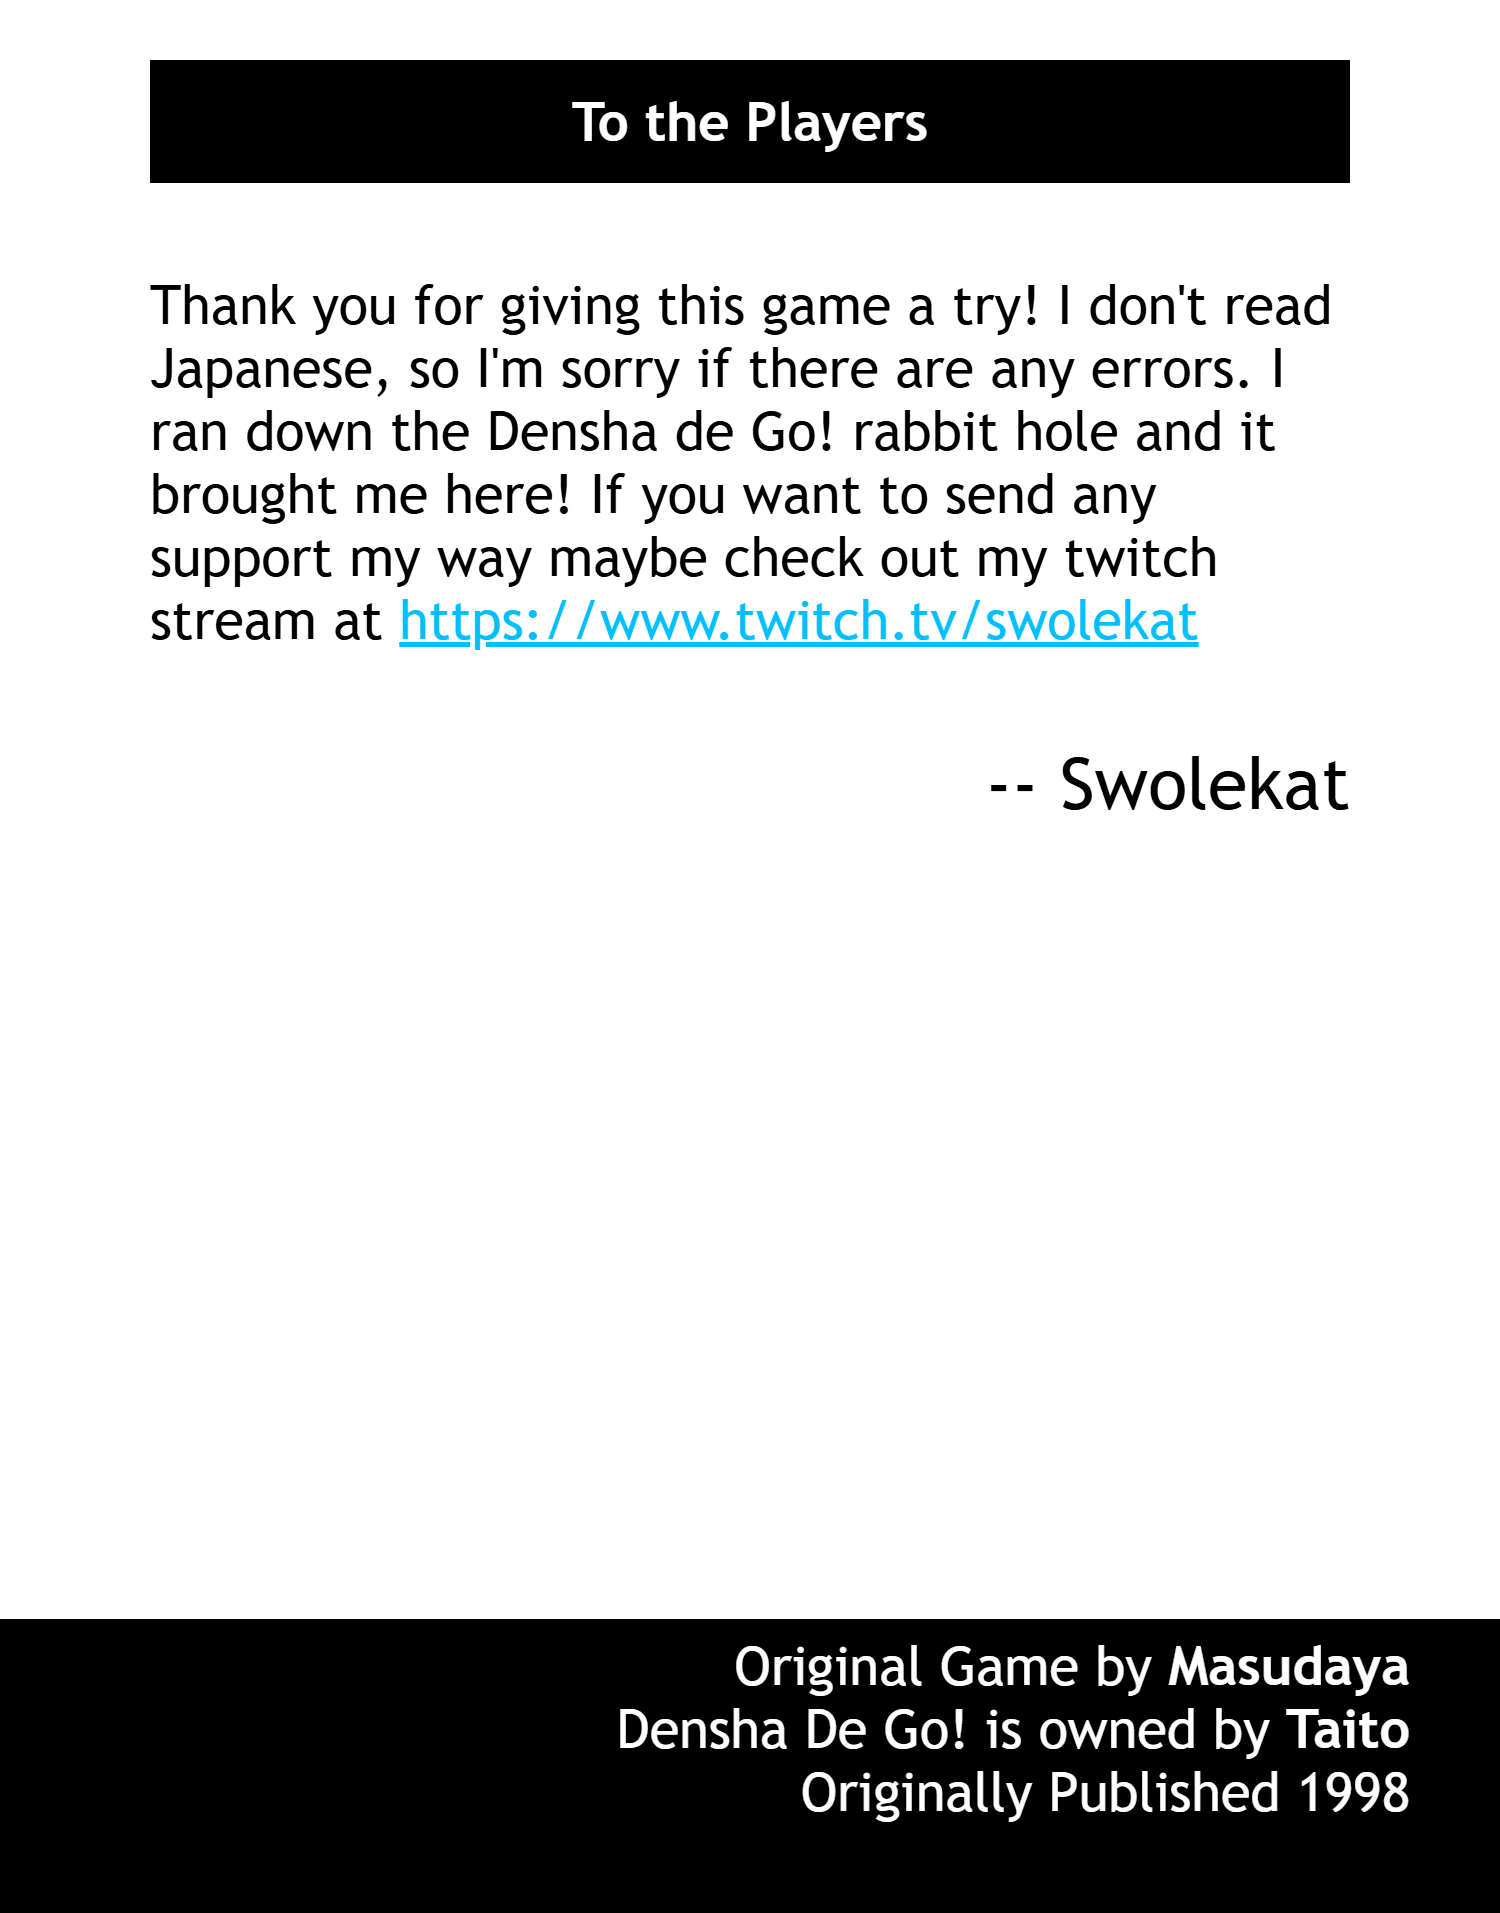 To the Players
Thank you for giving this game a try! I don't read
Japanese, so I'm sorry if there are any errors. I
ran down the Densha de Go! rabbit hole and it
brought me here! If you want to send any
support my way maybe check out my twitch
stream at https://www.twitch.tv/swolekat
-- Swolekat
Original Game by Masudaya
Densha De Go! is owned by Taito
Originally Published 1998